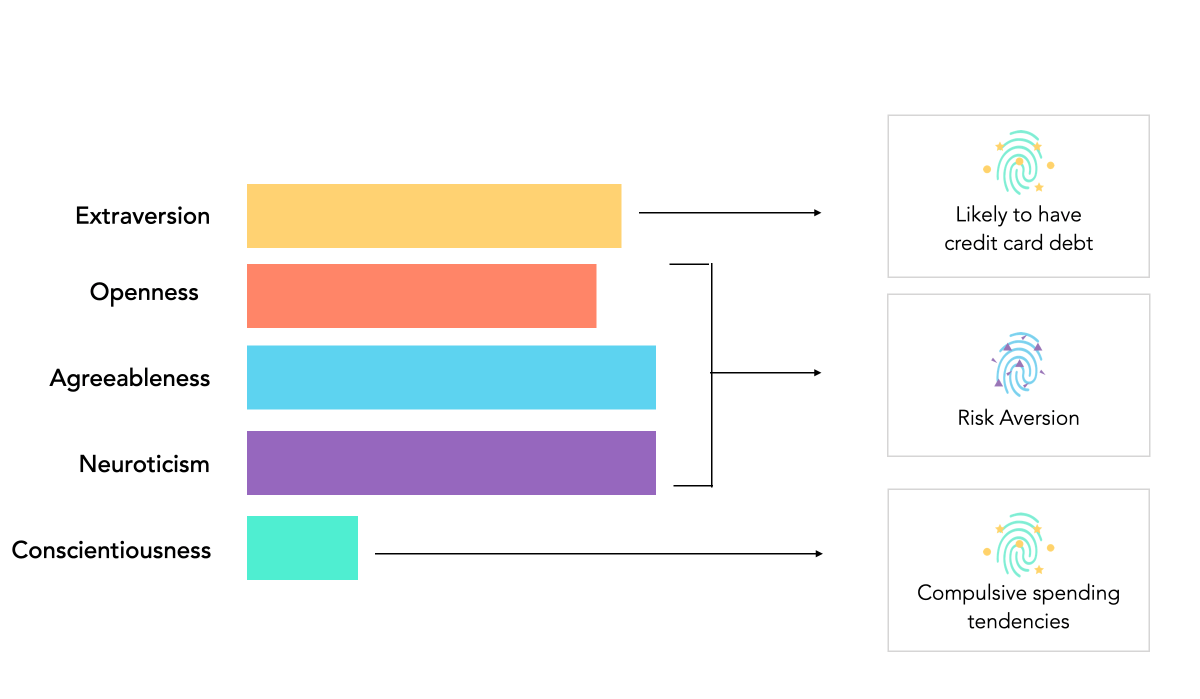 Extraversion
Openness
Agreeableness
Neuroticism
Conscientiousness
Likely to have
credit card debt
Risk Aversion
Compulsive spending
tendencies